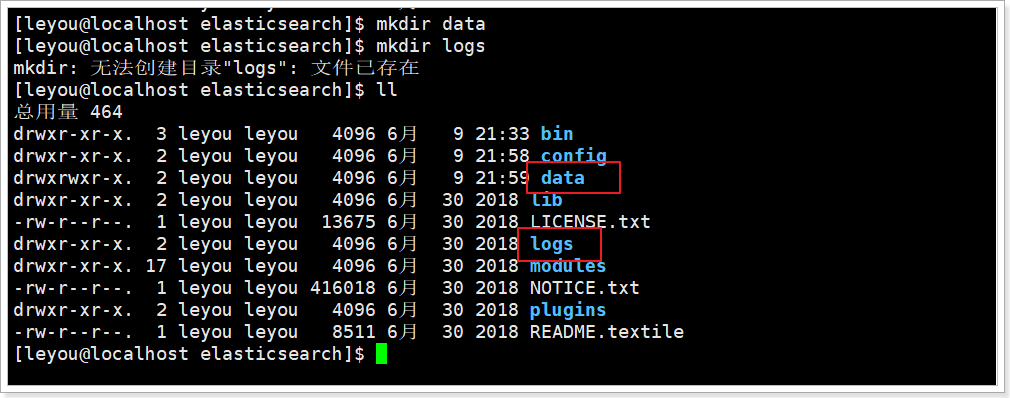 [leyou@localhost elasticsearch]$ mkdir data
[leyou@localhost elasticsearch]$ mkdir logs
mkdir: 无法创建目录"logs": 文件已存在
[leyou@localhost elasticsearch]$ ll
总用量 464
drwxr-xr-x.  3 leyou leyou   4096 6月   9 21:33 bin
drwxr-xr-x.  2 leyou leyou   4096 6月   9 21:58 config
drwxrwxr-x.  2 leyou leyou   4096 6月   9 21:59 data
drwxr-xr-x.  2 leyou leyou   4096 6月  30 2018 lib
-rw-r--r--.  1 leyou leyou  13675 6月  30 2018 LICENSE.txt
drwxr-xr-x.  2 leyou leyou   4096 6月  30 2018 logs
drwxr-xr-x. 17 leyou leyou   4096 6月  30 2018 modules
-rw-r--r--.  1 leyou leyou 416018 6月  30 2018 NOTICE.txt
drwxr-xr-x.  2 leyou leyou   4096 6月  30 2018 plugins
-rw-r--r--.  1 leyou leyou   8511 6月  30 2018 README.textile
[leyou@localhost elasticsearch]$